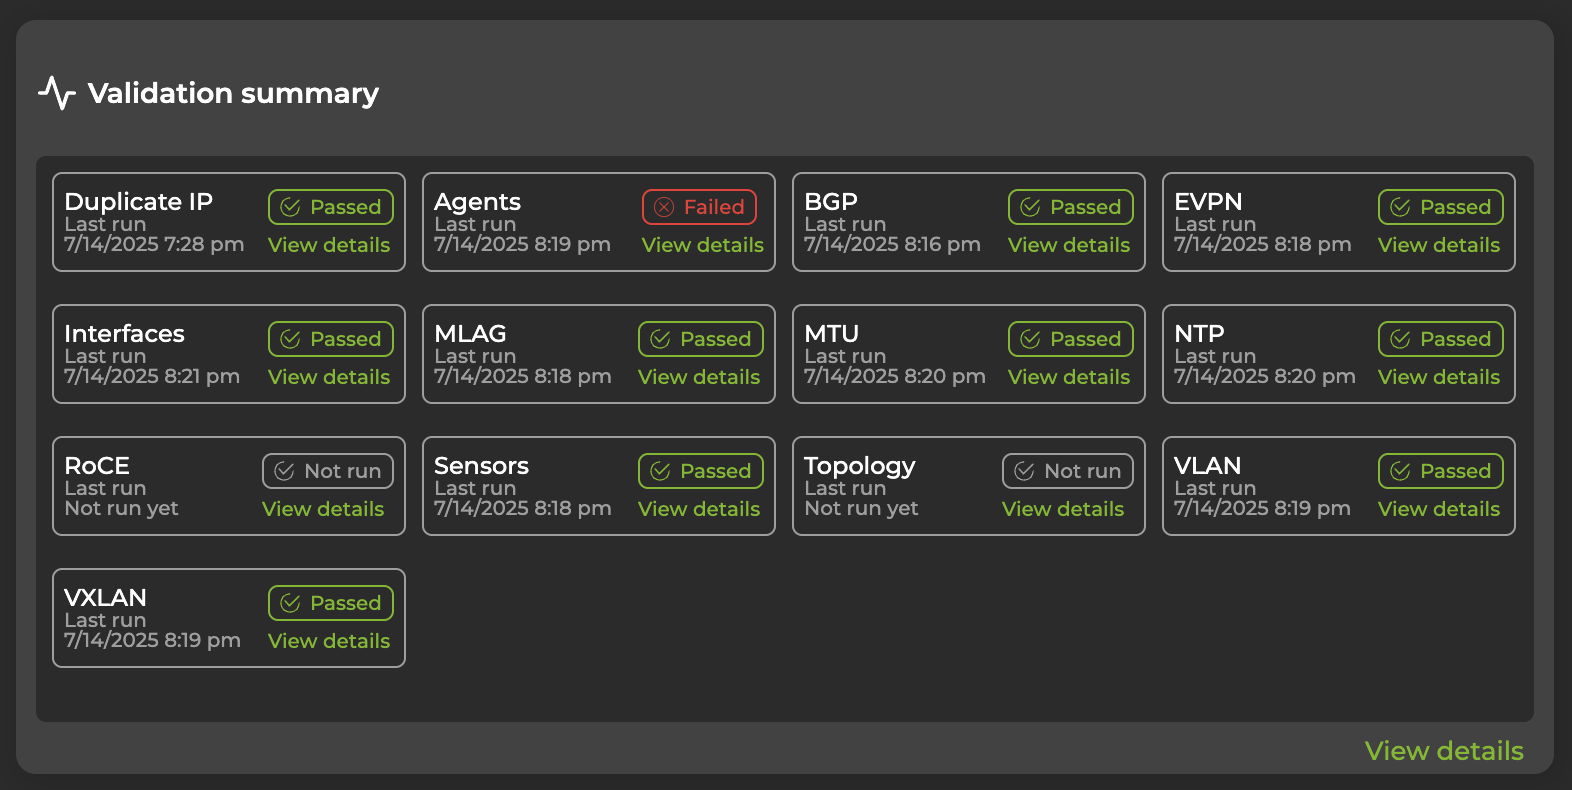 Validation summary
Duplicate IP
Passed
Last run
7/14/2025 7:28 pm
View details
Agents
Failed
Last run
7/14/2025 8:19 pm
View details
BGP
Passed
Last run
7/14/2025 8:16 pm
View details
EVPN
Passed
Last run
7/14/2025 8:18 pm
View details
Interfaces
Passed
Last run
7/14/2025 8:21 pm
View details
MLAG
Passed
Last run
7/14/2025 8:18 pm
View details
MTU
Passed
Last run
7/14/2025 8:20 pm
View details
NTP
Passed
Last run
7/14/2025 8:20 pm
View details
RoCE
Not run
Last run
Not run yet
View details
Sensors
Passed
Last run
7/14/2025 8:18 pm
View details
Topology
Not run
Last run
Not run yet
View details
VLAN
Passed
Last run
7/14/2025 8:19 pm
View details
VXLAN
Passed
Last run
7/14/2025 8:19 pm
View details
View details